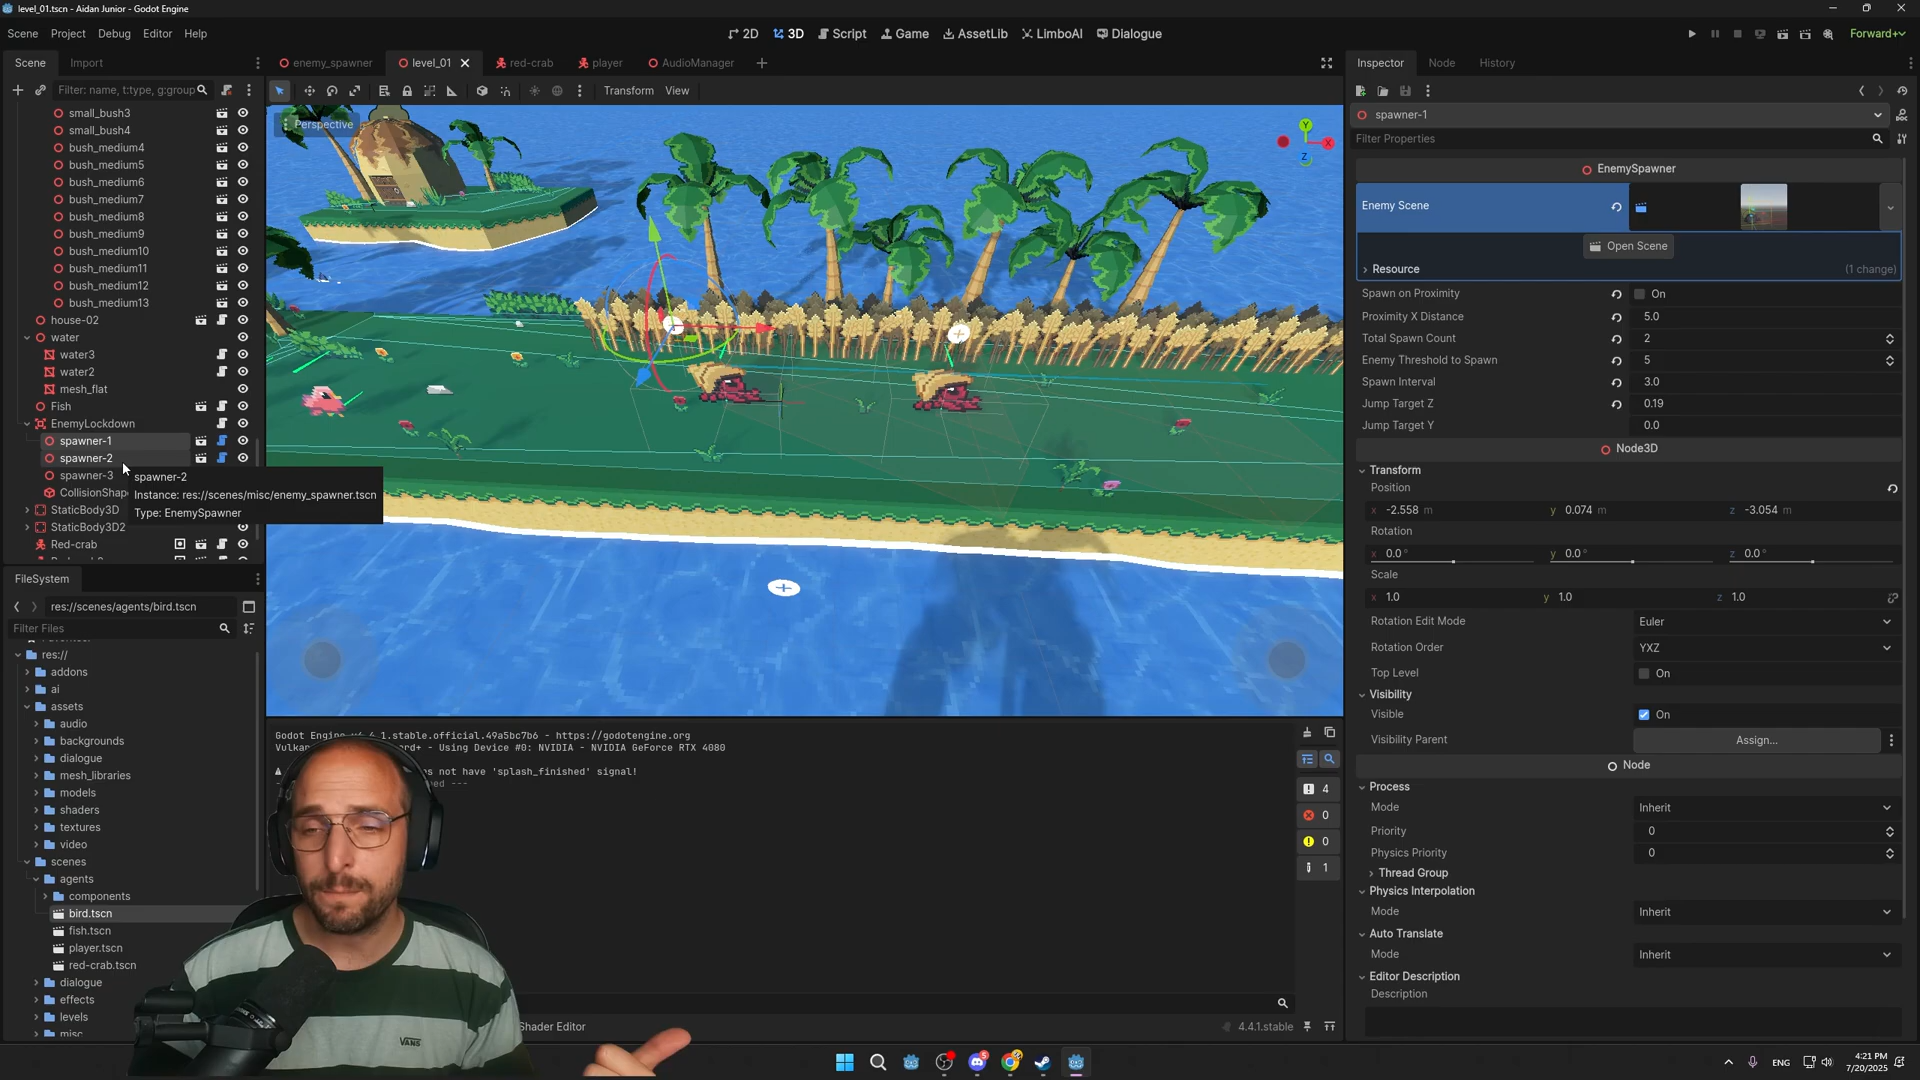 level_01.tscn - Aidan Junior - Godot Engine
Scene Project Debug Editor Help
2D 3D Script Game AssetLib LimboAI Dialogue
Forward+
Scene Import
enemy_spawner level_01 red-crab player AudioManager
Inspector Node History
Filter: name, t:type, g:group
Transform View
spawner-1
Perspective
Y
X
Z
Filter Properties
small_bush3
small_bush4
bush_medium4
bush_medium5
bush_medium6
bush_medium7
bush_medium8
bush_medium9
bush_medium10
bush_medium11
bush_medium12
bush_medium13
house-02
water
water3
water2
mesh_flat
Fish
EnemyLockdown
spawner-1
spawner-2
spawner-3
CollisionShap
StaticBody3D
StaticBody3D2
Red-crab
spawner-2
Instance: res://scenes/misc/enemy_spawner.tscn
Type: EnemySpawner
FileSystem
res://scenes/agents/bird.tscn
Filter Files
res://
addons
ai
assets
audio
backgrounds
dialogue
mesh_libraries
models
shaders
textures
video
scenes
agents
components
bird.tscn
fish.tscn
player.tscn
red-crab.tscn
dialogue
effects
levels
misc
1.stable.official.49a5bc7b6 - https://godotengine.org
Vulkan
rd+ - Using Device #0: NVIDIA - NVIDIA GeForce RTX 4080
s not have 'splash_finished' signal!
4
0
0
1
Shader Editor
4.4.1.stable
VANS
EnemySpawner
Enemy Scene
Open Scene
Resource (1 change)
Spawn on Proximity On
Proximity X Distance 5.0
Total Spawn Count 2
Enemy Threshold to Spawn 5
Spawn Interval 3.0
Jump Target Z 0.19
Jump Target Y 0.0
Node3D
Transform
Position
x -2.558 m y 0.074 m z -3.054 m
Rotation
x 0.0° y 0.0° z 0.0°
Scale
x 1.0 y 1.0 z 1.0
Rotation Edit Mode Euler
Rotation Order YXZ
Top Level On
Visibility
Visible On
Visibility Parent Assign...
Node
Process
Mode Inherit
Priority 0
Physics Priority 0
Thread Group
Physics Interpolation
Mode Inherit
Auto Translate
Mode Inherit
Editor Description
Description
5
ENG
4:21 PM
7/20/2025